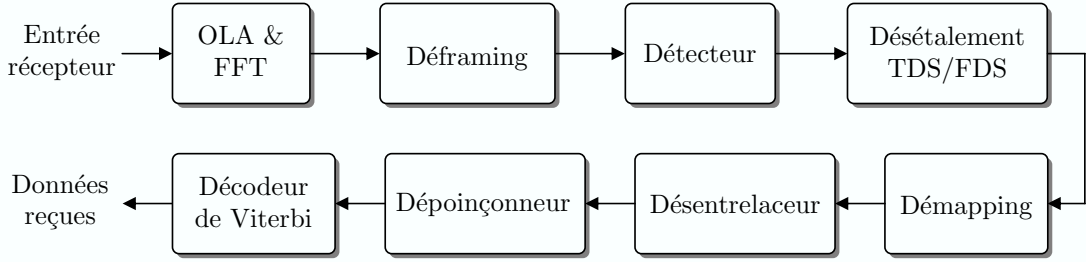 Entrée
récepteur
OLA &
FFT
Déframing
Détecteur
Désétalement
TDS/FDS
Démapping
Désentrelaceur
Dépoinçonneur
Décodeur
de Viterbi
Données
reçues